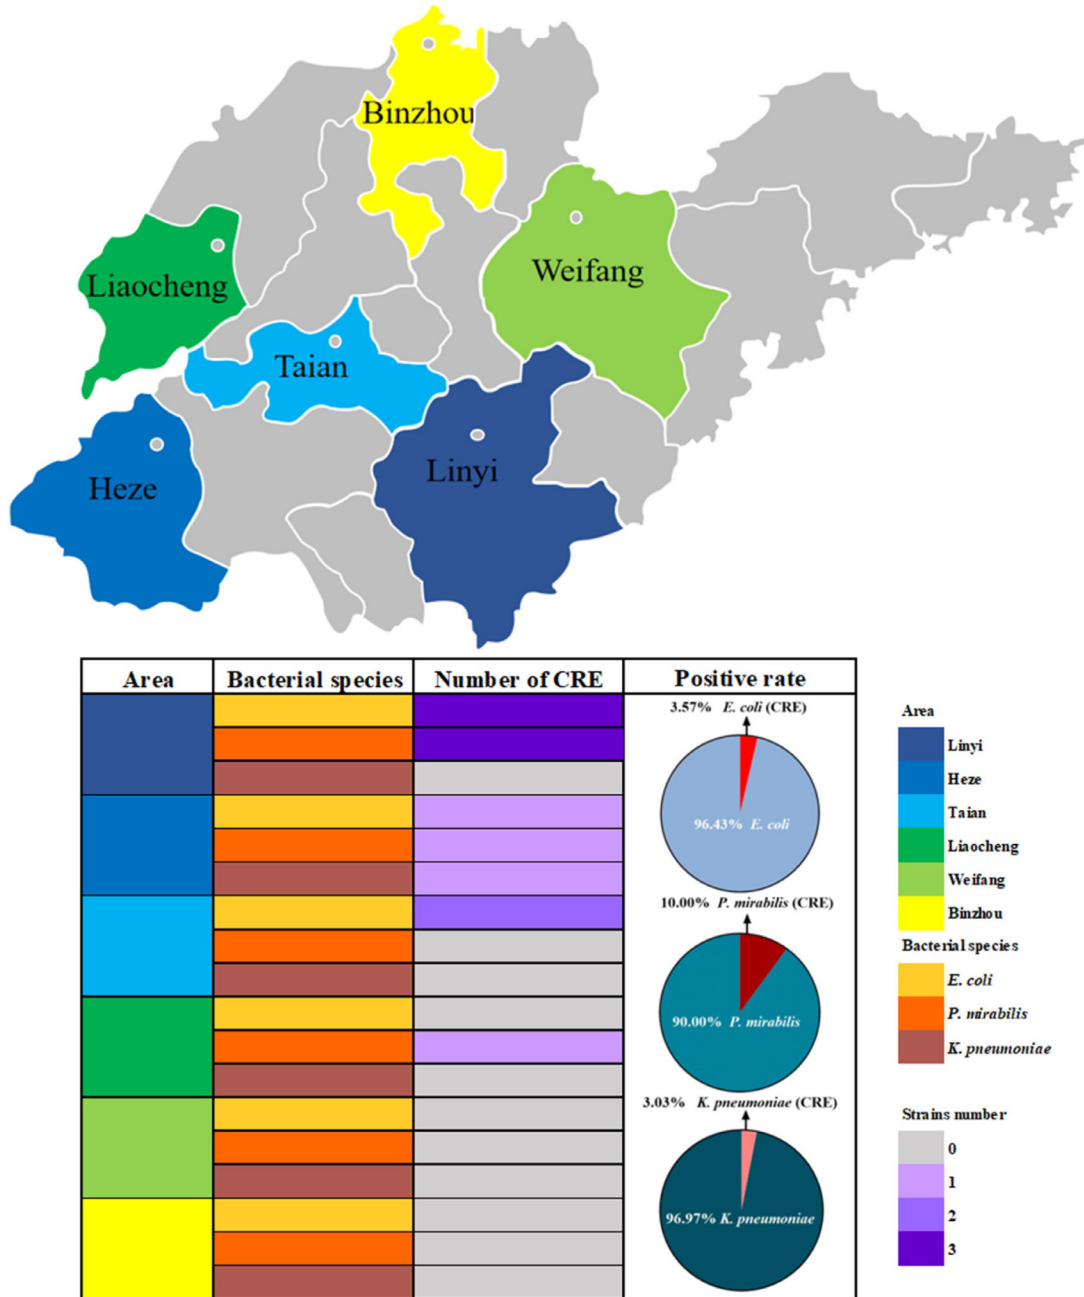 Binzhou
Weifang
Liaocheng
Taian
Linyi
Heze
Area Bacterial species Number of CRE Positive rate
3.57% E. coli (CRE)
96.43% E. coli
10.00% P. mirabilis (CRE)
90.00% P. mirabilis
3.03% K. pneumoniae (CRE)
96.97% K. pneumoniae
Area
Linyi
Heze
Taian
Liaocheng
Weifang
Binzhou
Bacterial species
E. coli
P. mirabilis
K. pneumoniae
Strains number
0
1
2
3